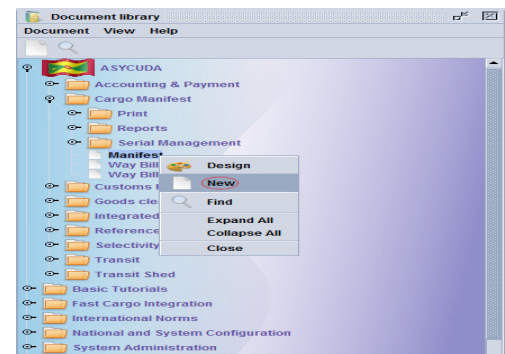 Document library
Document View Help
ASYCUDA
Accounting & Payment
Cargo Manifest
Print
Reports
Serial Management
Manifest
Way Bill
Way Bill
Customs
Goods cle
Integrated
Reference
Selectivity
Transit
Transit Shed
Basic Tutorials
Fast Cargo Integration
International Norms
National and System Configuration
System Administration
Design
New
Find
Expand All
Collapse All
Close